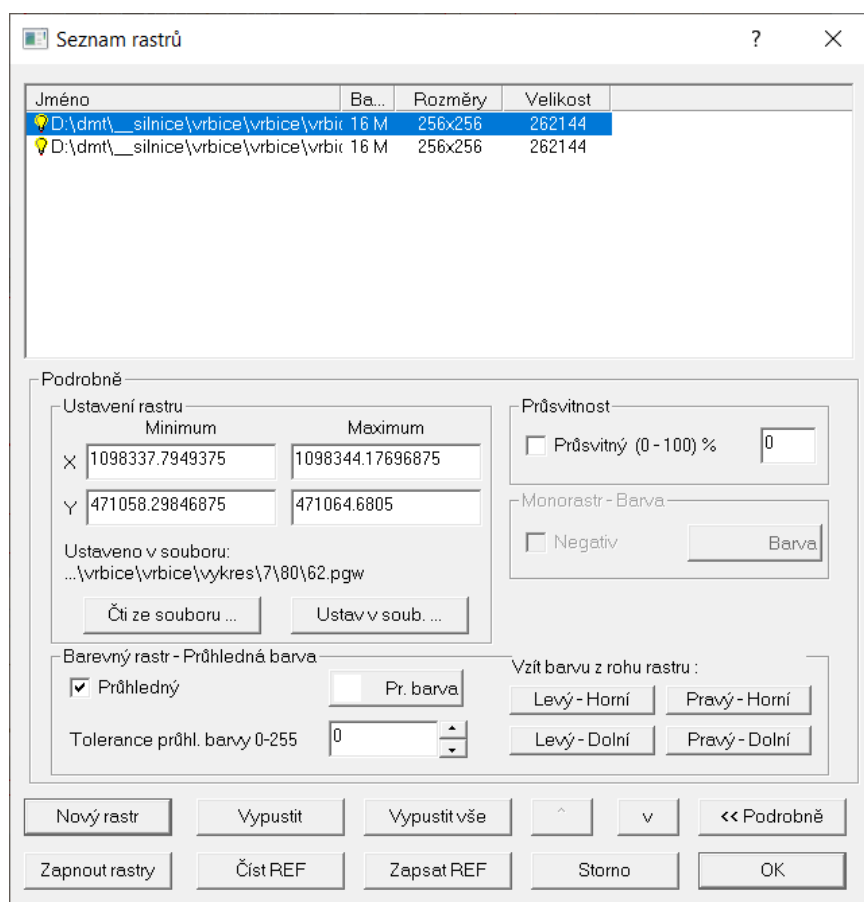 Seznam rastrů ?
Jméno Ba... Rozměry Velikost
D:\dmt\__silnice\vrbice\vrbice\vrbic 16 M 256x256 262144
D:\dmt\__silnice\vrbice\vrbice\vrbic 16 M 256x256 262144
Podrobně
Ustavení rastru
Minimum Maximum
X 1098337.7949375 1098344.17696875
Y 471058.29846875 471064.6805
Ustaveno v souboru:
...\vrbice\vrbice\vykres\7\80\62.pgw
Čti ze souboru ... Ustav v soub. ...
Průsvitnost
Průsvitný (0 - 100) % 0
Monorastr - Barva
Negativ Barva
Barevný rastr - Průhledná barva
Průhledný Pr. barva
Tolerance průhl. barvy 0-255 0
Vzít barvu z rohu rastru :
Levý - Horní Pravý - Horní
Levý - Dolní Pravý - Dolní
Nový rastr Vypustit Vypustit vše ^ v << Podrobně
Zapnout rastry Číst REF Zapsat REF Storno OK